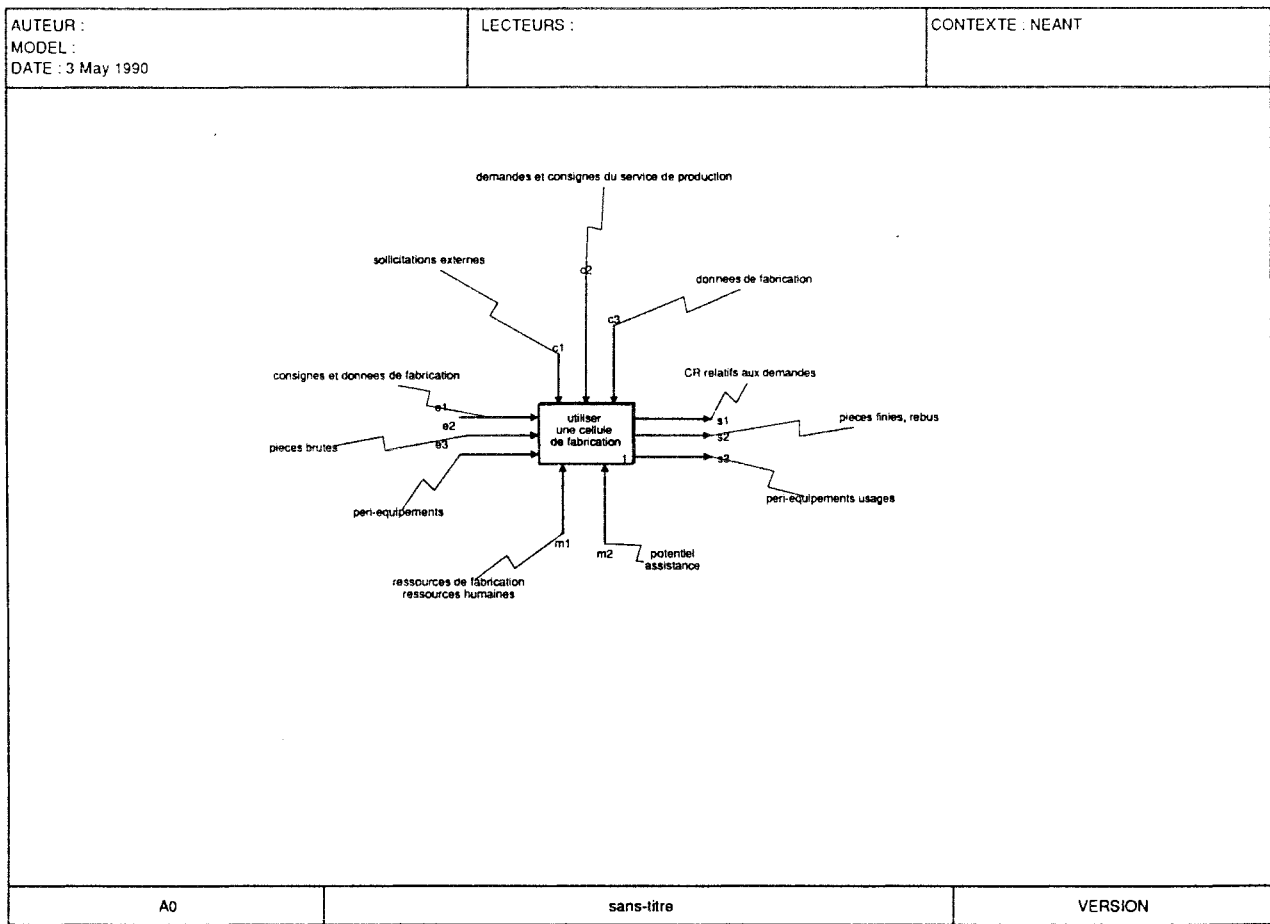 AUTEUR :
MODEL :
DATE : 3 May 1990
LECTEURS :
CONTEXTE : NEANT
demandes et consignes du service de production
sollicitations externes
c2
donnees de fabrication
c3
c1
consignes et donnees de fabrication
CR relatifs aux demandes
e1
e2
e3
pieces brutes
utiliser
une cellule
de fabrication
1
s1
s2
s3
pieces finies, rebus
peri-equipements
peri-equipements usages
m1
m2
potentiel
assistance
ressources de fabrication
ressources humaines
A0
sans-titre
VERSION